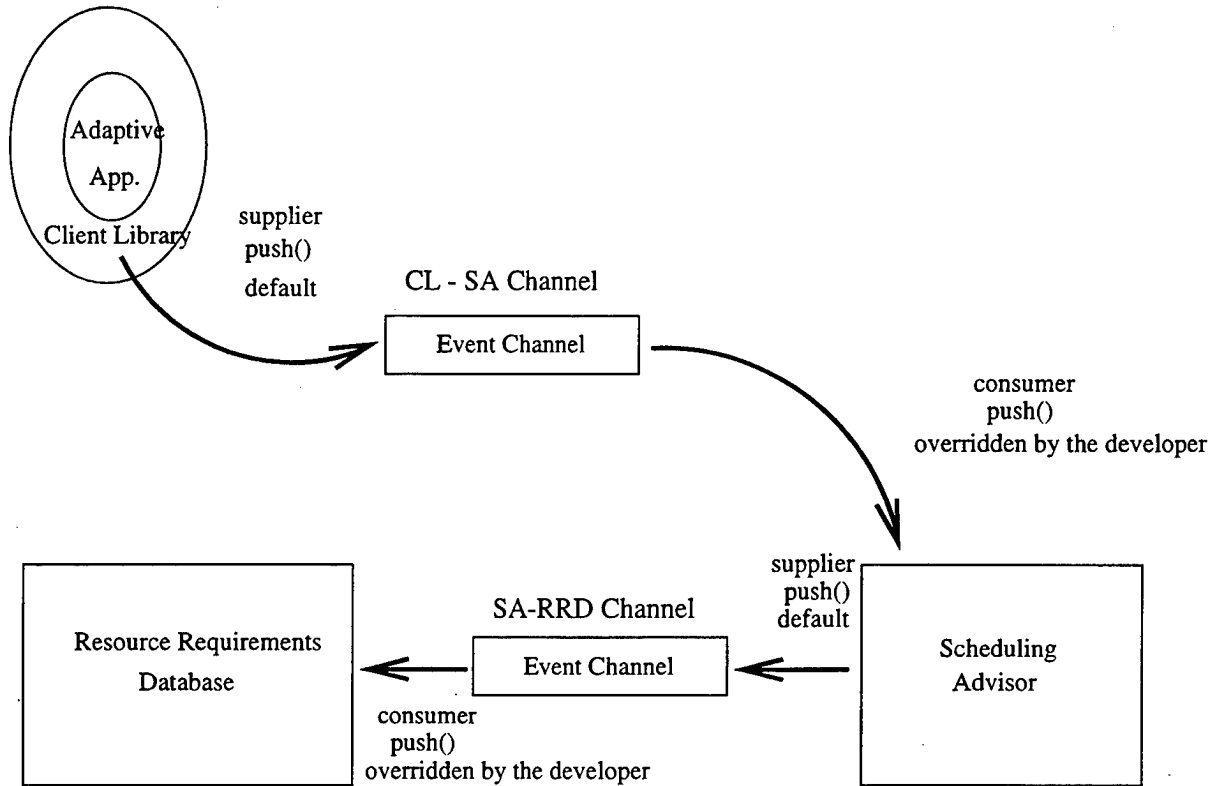 Adaptive
App.
Client Library
supplier
push()
default
CL - SA Channel
Event Channel
consumer
push()
overridden by the developer
supplier
push()
default
Scheduling
Advisor
SA-RRD Channel
Event Channel
Resource Requirements
Database
consumer
push()
overridden by the developer